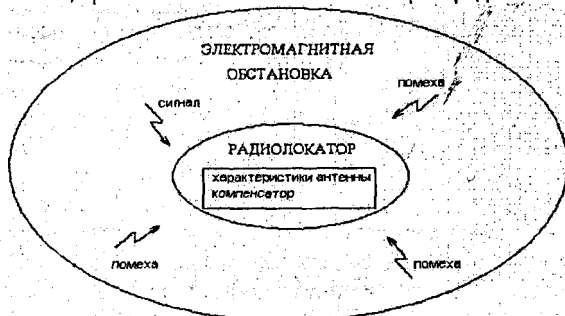 ЭЛЕКТРОМАГНИТНАЯ
ОБСТАНОВКА
помеха
сигнал
РАДИОЛОКАТОР
характеристики антенны
компенсатор
помеха
помеха